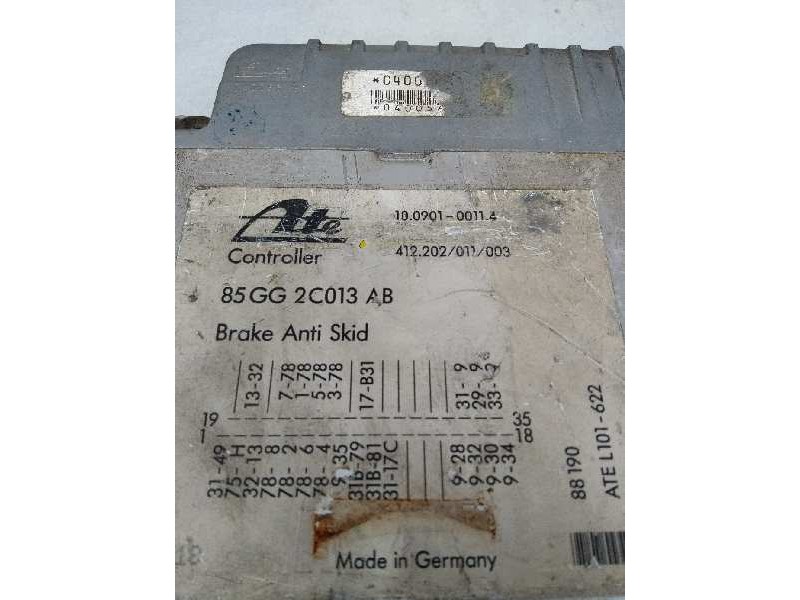 Ate
10.0901-0011.4
Controller
412.202/011/003
85GG 2C013 AB
Brake Anti Skid
13-32
7-78
1-78
5-78
3-78
17-B31
31-9
29-9
19
35
1
18
31-49
75-H
32-13
78-8
78-2
78-6
78-4
9-35
31b-79
31B-81
31-17C
9-28
9-32
9-30
9-34
88190
ATE L101-622
Made in Germany